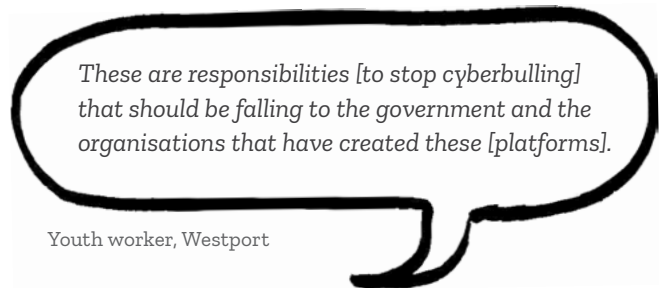 These are responsibilities [to stop cyberbulling]
that should be falling to the government and the
organisations that have created these [platforms].
Youth worker, Westport